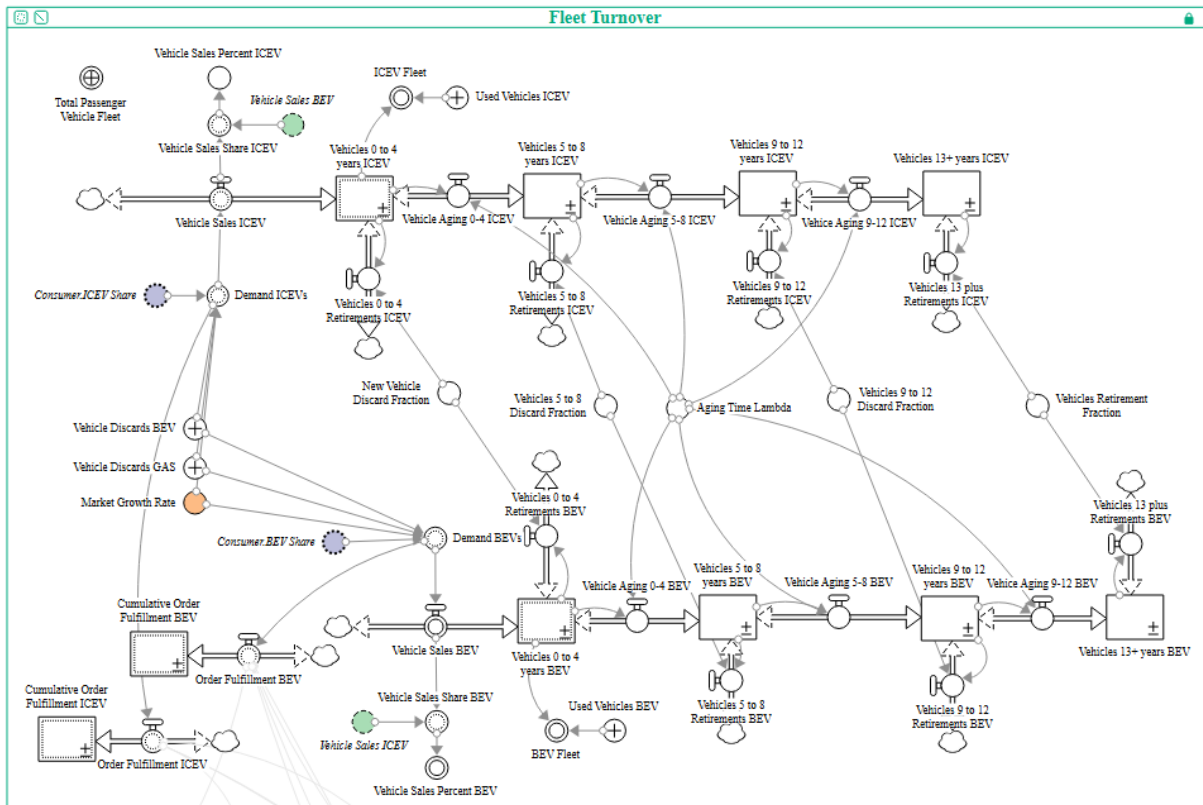 Fleet Turnover
Vehicle Sales Percent ICEV
Total Passenger
Vehicle Fleet
Vehicle Sales BEV
Vehicle Sales Share ICEV
ICEV Fleet
Used Vehicles ICEV
Vehicles 0 to 4
years ICEV
Vehicles 5 to 8
years ICEV
Vehicles 9 to 12
years ICEV
Vehicles 13+ years ICEV
Vehicle Sales ICEV
Vehicle Aging 0-4 ICEV
Vehicle Aging 5-8 ICEV
Vehice Aging 9-12 ICEV
Consumer.ICEV Share
Demand ICEVs
Vehicles 0 to 4
Retirements ICEV
Vehicles 5 to 8
Retirements ICEV
Vehicles 9 to 12
Retirements ICEV
Vehicles 13 plus
Retirements ICEV
New Vehicle
Discard Fraction
Vehicles 5 to 8
Discard Fraction
Aging Time Lambda
Vehicles 9 to 12
Discard Fraction
Vehicles Retirement
Fraction
Vehicle Discards BEV
Vehicle Discards GAS
Market Growth Rate
Consumer.BEV Share
Demand BEVs
Vehicles 0 to 4
Retirements BEV
Vehicles 13 plus
Retirements BEV
Vehicle Aging 0-4 BEV
Vehicles 5 to 8
years BEV
Vehicle Aging 5-8 BEV
Vehicles 9 to 12
years BEV
Vehice Aging 9-12 BEV
Cumulative Order
Fulfillment BEV
Order Fulfillment BEV
Vehicle Sales BEV
Vehicles 0 to 4
years BEV
Vehicles 13+ years BEV
Cumulative Order
Fulfillment ICEV
Order Fulfillment ICEV
Vehicle Sales Share BEV
Vehicle Sales ICEV
Vehicle Sales Percent BEV
Used Vehicles BEV
BEV Fleet
Vehicles 5 to 8
Retirements BEV
Vehicles 9 to 12
Retirements BEV